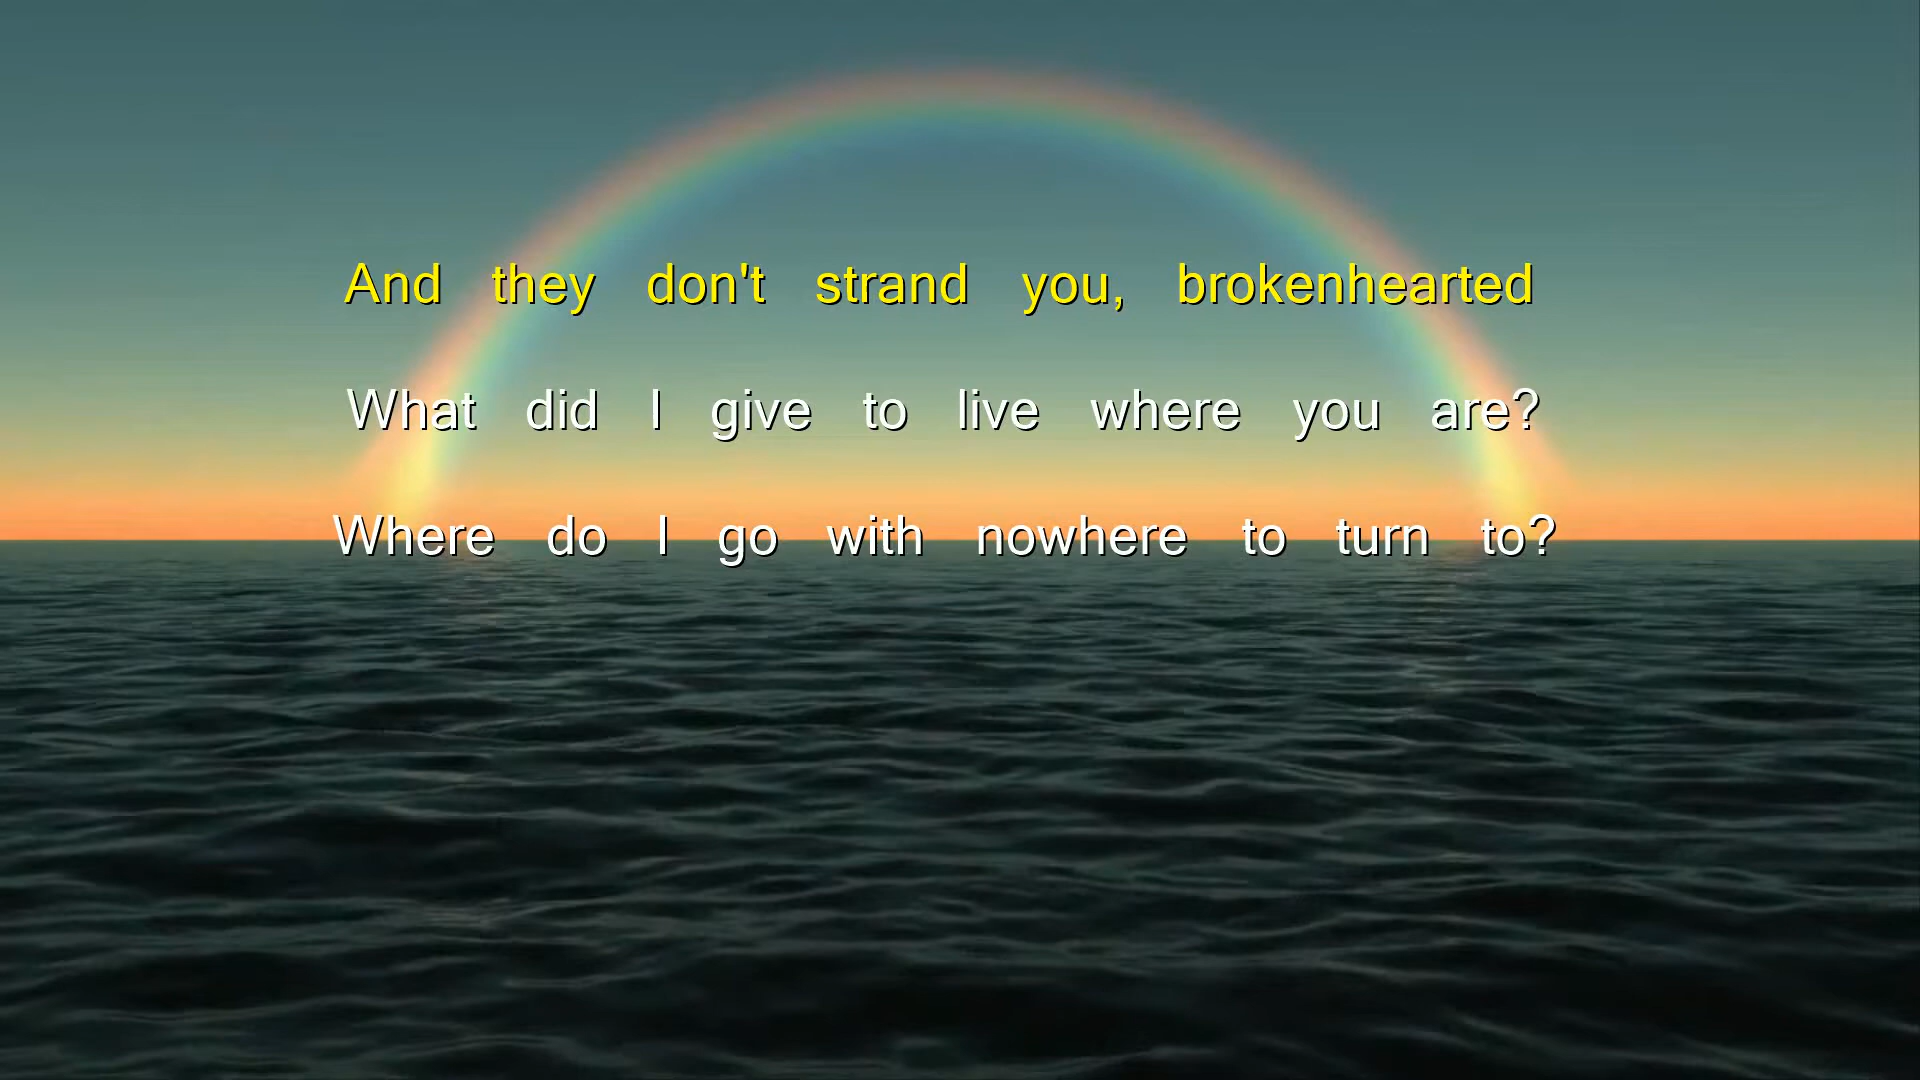 And they don't strand you, brokenhearted
What did I give to live where you are?
Where do I go with nowhere to turn to?